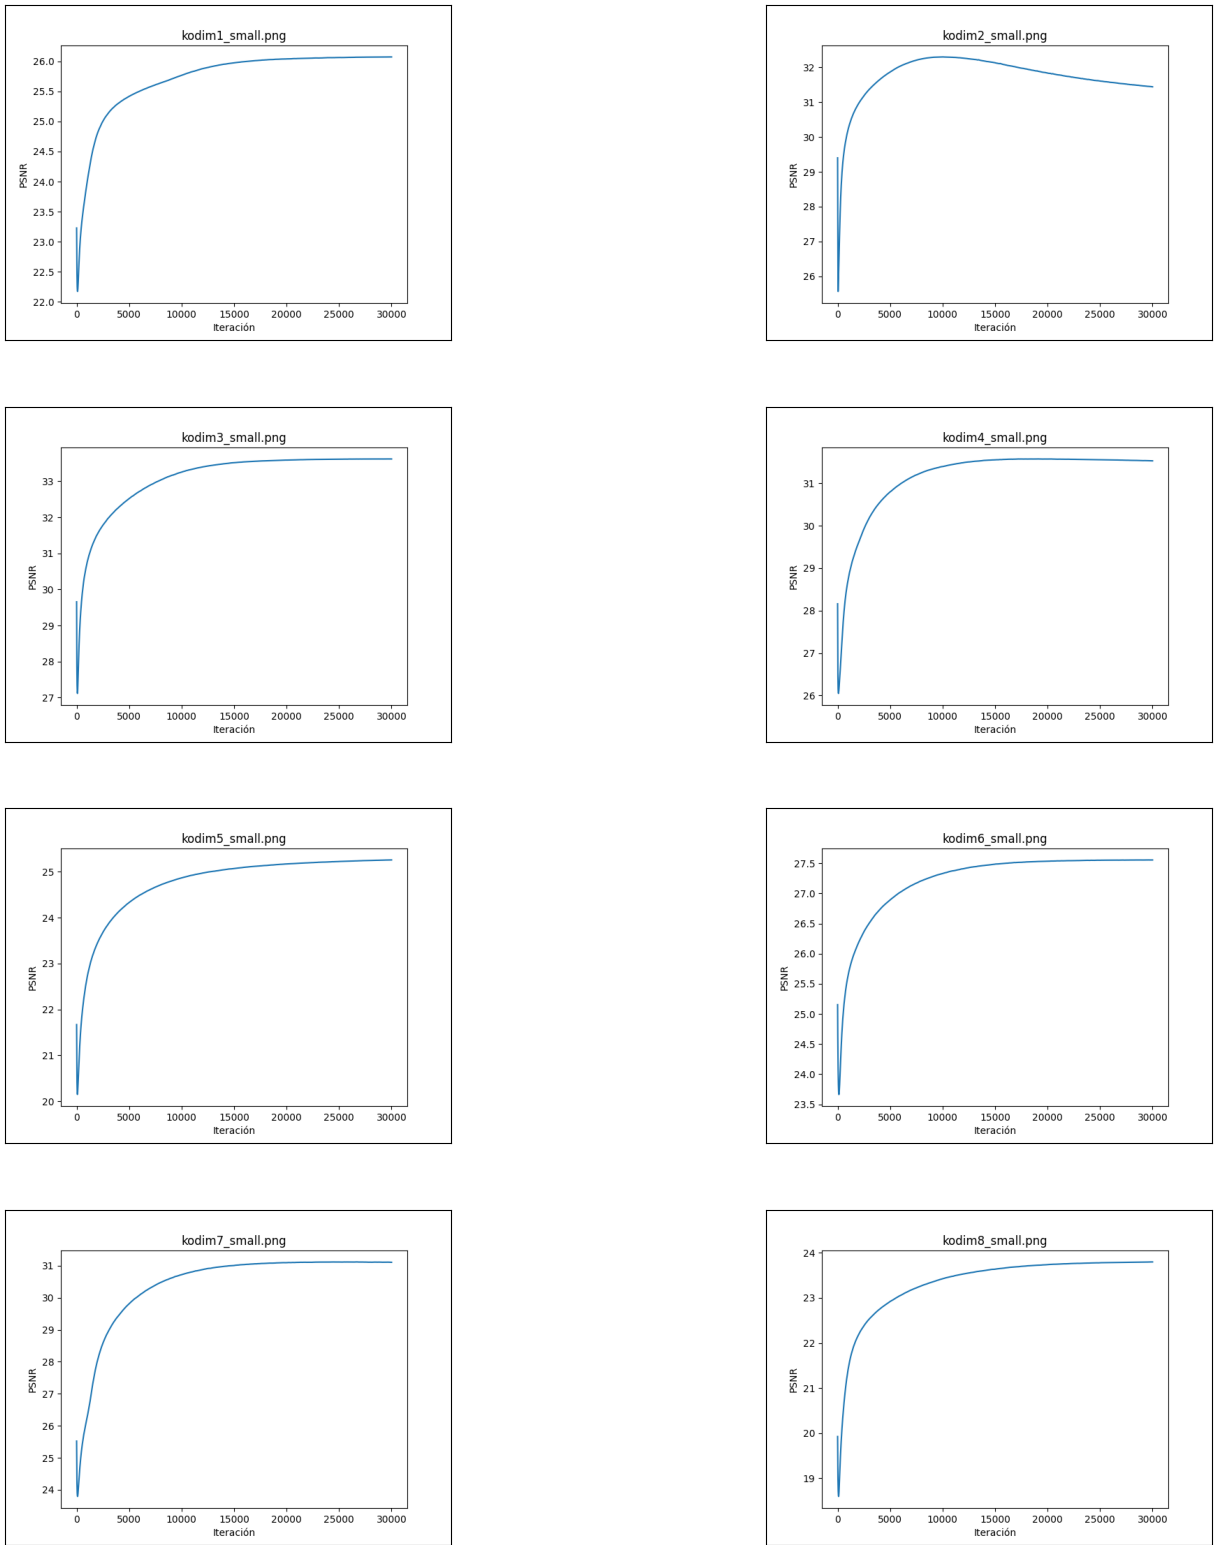 kodim1_small.png
26.0
25.5
25.0
24.5
24.0
23.5
23.0
22.5
22.0
PSNR
0 5000 10000 15000 20000 25000 30000
Iteración
kodim2_small.png
32
31
30
29
28
27
26
PSNR
0 5000 10000 15000 20000 25000 30000
Iteración
kodim3_small.png
33
32
31
30
29
28
27
PSNR
0 5000 10000 15000 20000 25000 30000
Iteración
kodim4_small.png
31
30
29
28
27
26
PSNR
0 5000 10000 15000 20000 25000 30000
Iteración
kodim5_small.png
25
24
23
22
21
20
PSNR
0 5000 10000 15000 20000 25000 30000
Iteración
kodim6_small.png
27.5
27.0
26.5
26.0
25.5
25.0
24.5
24.0
23.5
PSNR
0 5000 10000 15000 20000 25000 30000
Iteración
kodim7_small.png
31
30
29
28
27
26
25
24
PSNR
0 5000 10000 15000 20000 25000 30000
Iteración
kodim8_small.png
24
23
22
21
20
19
PSNR
0 5000 10000 15000 20000 25000 30000
Iteración